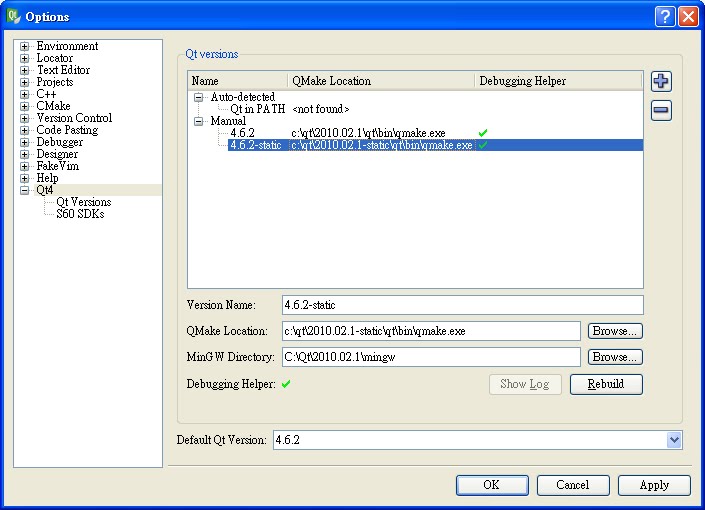 Options
Environment
Locator
Text Editor
Projects
C++
CMake
Version Control
Code Pasting
Debugger
Designer
FakeVim
Help
Qt4
Qt Versions
S60 SDKs
Qt versions
Name QMake Location Debugging Helper
Auto-detected
Qt in PATH <not found>
Manual
4.6.2 c:\qt\2010.02.1\qt\bin\qmake.exe
4.6.2-static c:\qt\2010.02.1-static\qt\bin\qmake.exe
Version Name: 4.6.2-static
QMake Location: c:\qt\2010.02.1-static\qt\bin\qmake.exe Browse...
MinGW Directory: C:\Qt\2010.02.1\mingw Browse...
Debugging Helper: Show Log Rebuild
Default Qt Version: 4.6.2
OK Cancel Apply